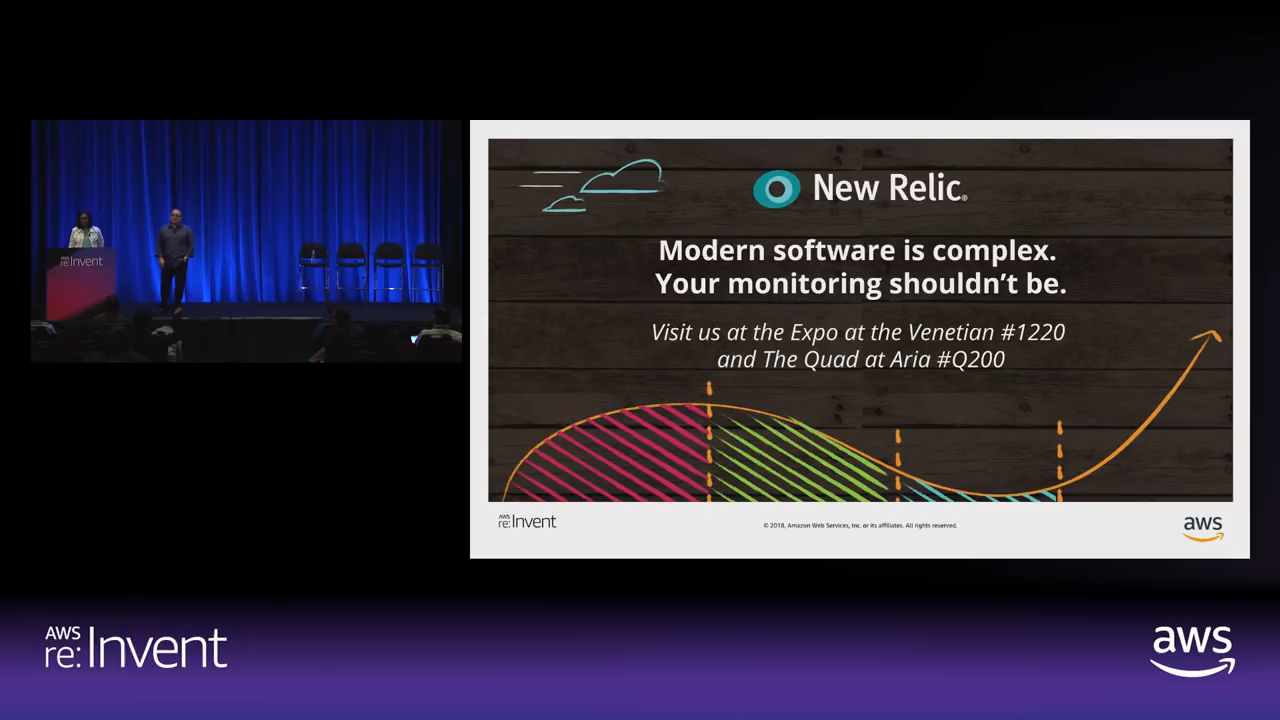 AWS
re:Invent
New Relic®
Modern software is complex.
Your monitoring shouldn't be.
Visit us at the Expo at the Venetian #1220
and The Quad at Aria #Q200
AWS
re:Invent
© 2018, Amazon Web Services, Inc. or its affiliates. All rights reserved.
aws
AWS
re:Invent
aws